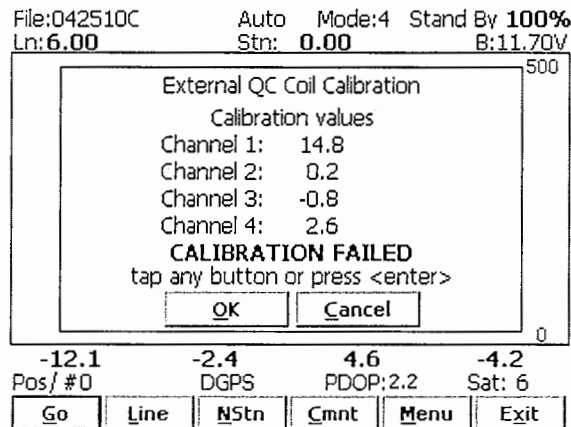 File:042510C Auto Mode:4 Stand By 100%
Ln:6.00 Stn: 0.00 B:11.70V
500
External QC Coil Calibration
Calibration values
Channel 1: 14.8
Channel 2: 0.2
Channel 3: -0.8
Channel 4: 2.6
CALIBRATION FAILED
tap any button or press <enter>
OK Cancel
0
-12.1 -2.4 4.6 -4.2
Pos/ #0 DGPS PDOP:2.2 Sat: 6
Go Line NStn Cmnt Menu Exit